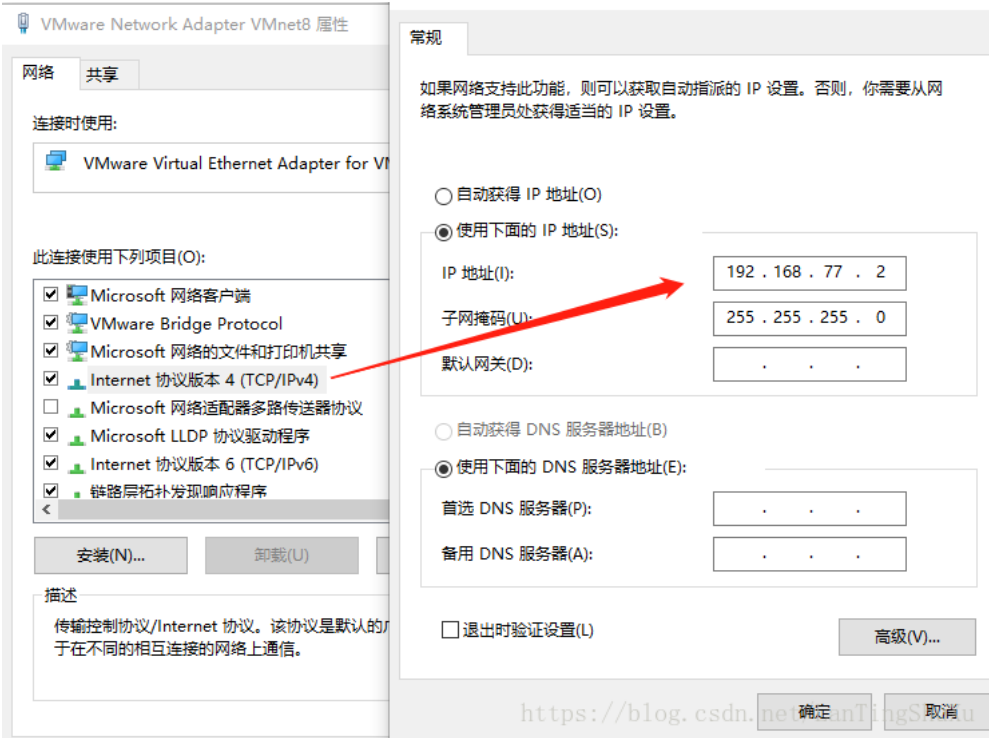 VMware Network Adapter VMnet8 属性
网络
共享
连接时使用:
VMware Virtual Ethernet Adapter for
此连接使用下列项目(O):
Microsoft 网络客户端
VMware Bridge Protocol
Microsoft 网络的文件和打印机共享
Internet 协议版本 4 (TCP/IPv4)
Microsoft 网络适配器多路传送器协议
Microsoft LLDP 协议驱动程序
Internet 协议版本 6 (TCP/IPv6)
链路层拓扑发现响应程序
安装(N)...
卸载(U)
描述
传输控制协议/Internet 协议。该协议是默认的
于在不同的相互连接的网络上通信。
常规
如果网络支持此功能，则可以获取自动指派的 IP 设置。否则，你需要从网
络系统管理员处获得适当的 IP 设置。
自动获得 IP 地址(O)
使用下面的 IP 地址(S):
IP 地址(I):
192 . 168 . 77 . 2
子网掩码(U):
255 . 255 . 255 . 0
默认网关(D):
. . .
自动获得 DNS 服务器地址(B)
使用下面的 DNS 服务器地址(E):
首选 DNS 服务器(P):
. . .
备用 DNS 服务器(A):
. . .
退出时验证设置(L)
高级(V)...
确定
取消